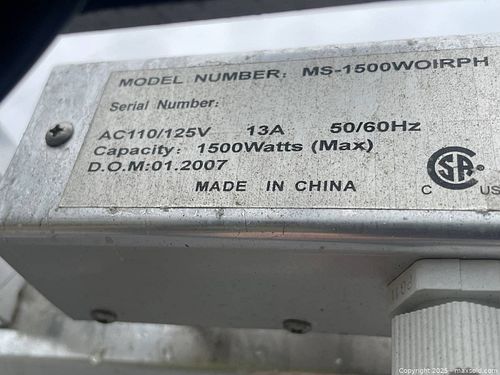 MODEL NUMBER: MS-1500WOIRPH
Serial Number:
AC110/125V 13A 50/60Hz
Capacity: 1500Watts (Max)
D.O.M:01.2007
MADE IN CHINA
C US
Copyright © 2025 - maxsold.com